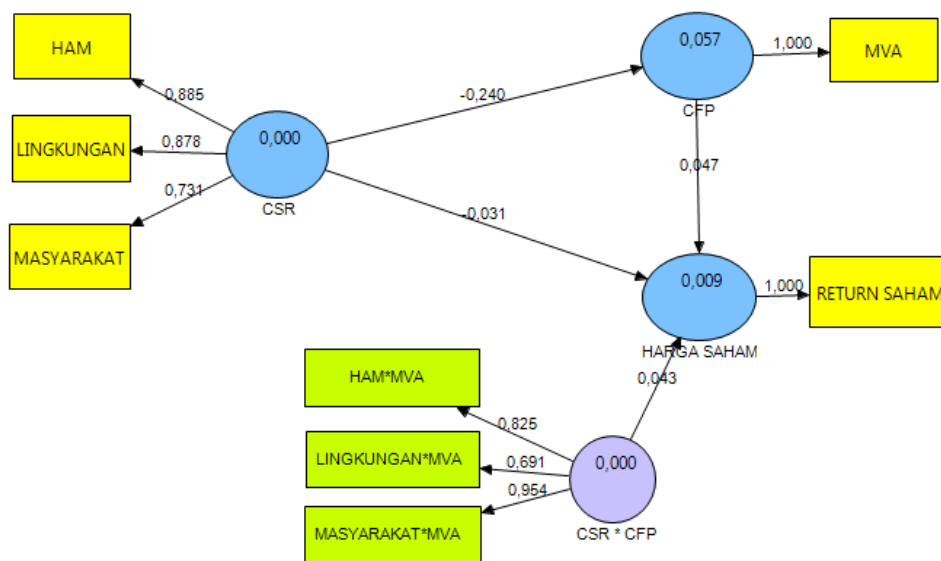 HAM
0,885
LINGKUNGAN
0,878
MASYARAKAT
0,731
0,000
CSR
-0,240
-0,031
0,057
CFP
1,000
MVA
0,047
0,009
HARGA SAHAM
1,000
RETURN SAHAM
0,043
HAM*MVA
0,825
LINGKUNGAN*MVA
0,691
MASYARAKAT*MVA
0,954
0,000
CSR * CFP